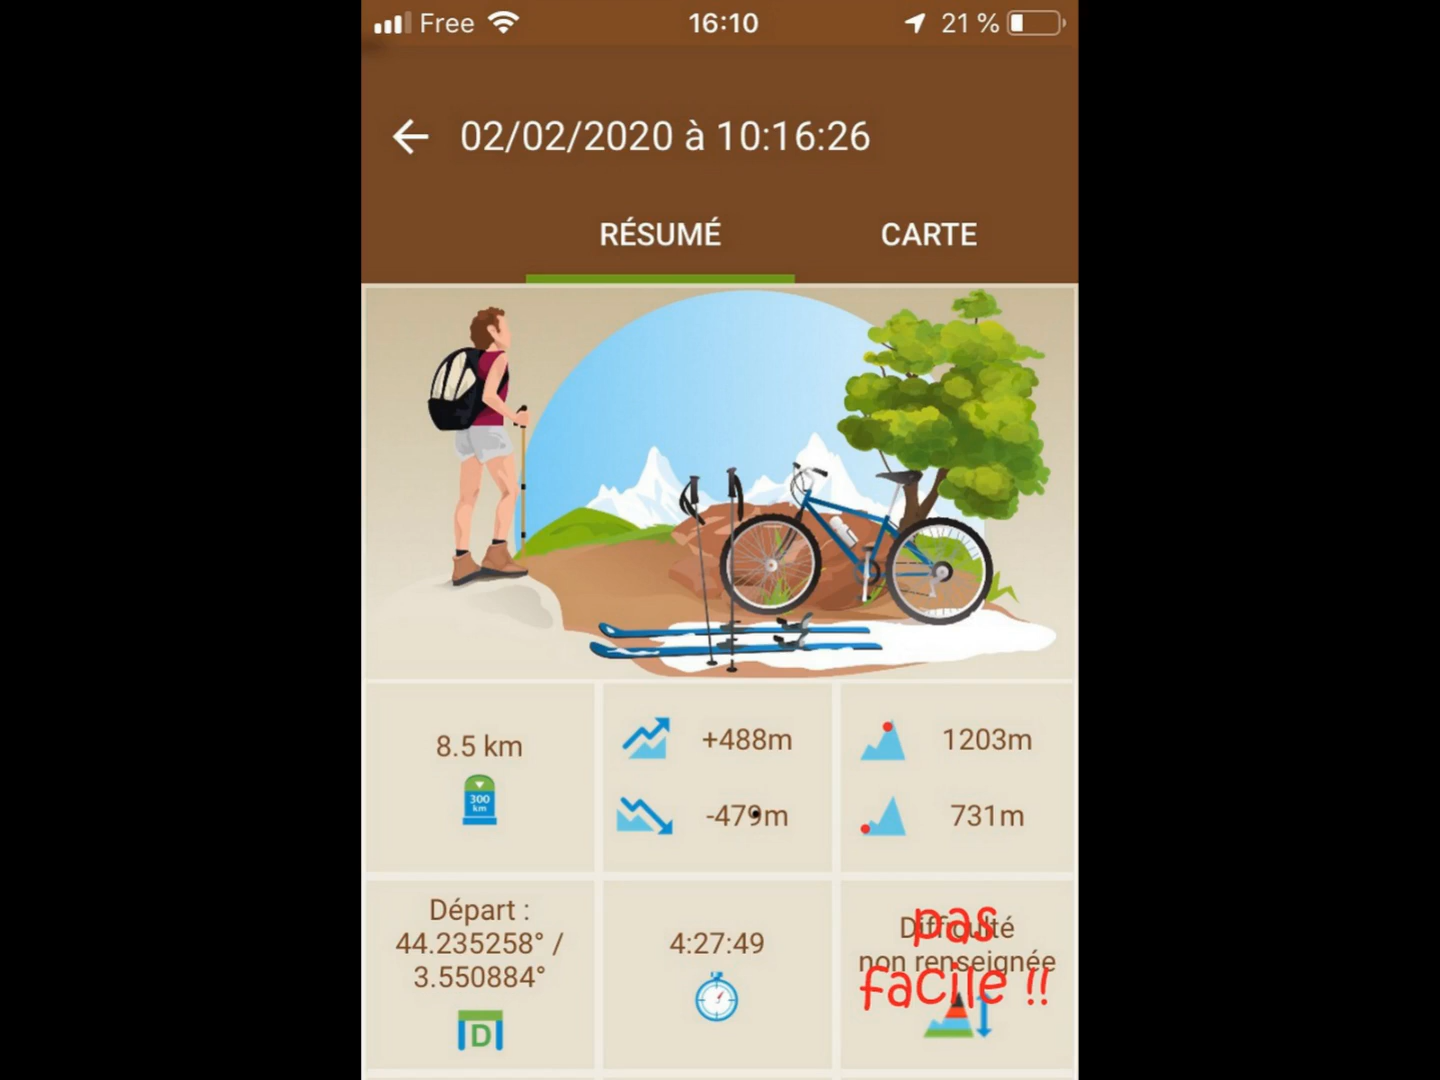 Free 16:10 21 %
02/02/2020 à 10:16:26
RÉSUMÉ CARTE
8.5 km
300
km
+488m
-479m
1203m
731m
Départ :
44.235258° /
3.550884°
D
4:27:49
Difficulté
non renseignée
pas
facile !!